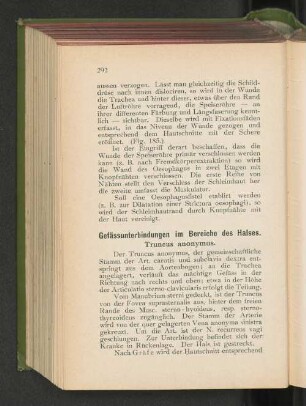 292
aussen verzogen. Lässt man gleichzeitig die Schild-
drüse nach innen dislociren, so wird in der Wunde
die Trachea und hinter dieser, etwas über den Rand
der Luftröhre vorragend, die Speiseröhre — an
ihrer differenten Färbung und Längsfaserung kennt-
lich — sichtbar. Dieselbe wird mit Fixationsfäden
erfasst, in das Niveau der Wunde gezogen und
entsprechend dem Hautschnitte mit der Schere
eröffnet. (Fig. 185.)
Ist der Eingriff derart beschaffen, dass die
Wunde der Speiseröhre primär verschlossen werden
kann (z. B. nach Fremdkörperextraction) so wird
die Wand des Oesophagus in zwei Etagen mit
Knopfnähten verschlossen. Die erste Reihe von
Nähten stellt den Verschluss der Schleimhaut her
die zweite umfasst die Muskulatur.
Soll eine Oesophagusfistel etablirt werden
(z. B. zur Dilatation einer Striktura oesophagi), so
wird der Schleimhautrand durch Knopfnähte mit
der Haut vereinigt.
Gefässunterbindungen im Bereiche des Halses.
Truncus anonymus.
Der Truncus anonymus, der gemeinschaftliche
Stamm der Art. carotis und subclavia dextra ent-
springt aus dem Aortenbogen; an die Trachea
angelagert, verläuft das mächtige Gefäss in der
Richtung nach rechts und oben; etwa in der Höhe
der Articulatio sterno-clavicularis erfolgt die Teilung.
Vom Manubrium sterni gedeckt, ist der Truncus
von der Fovea suprasternalis aus, hinter dem freien
Rande des Musc. sterno-hyoideus, resp. sterno-
thyreoideus zugänglich. Der Stamm der Arterie
wird von der quer gelagerten Vena anonyma sinistra
gekreuzt. Um die Art. ist der N. recurrens vagi
geschlungen. Zur Unterbindung befindet sich der
Kranke in Rückenlage. Der Hals ist gestreckt.
Nach Gräfe wird der Hautschnitt entsprechend